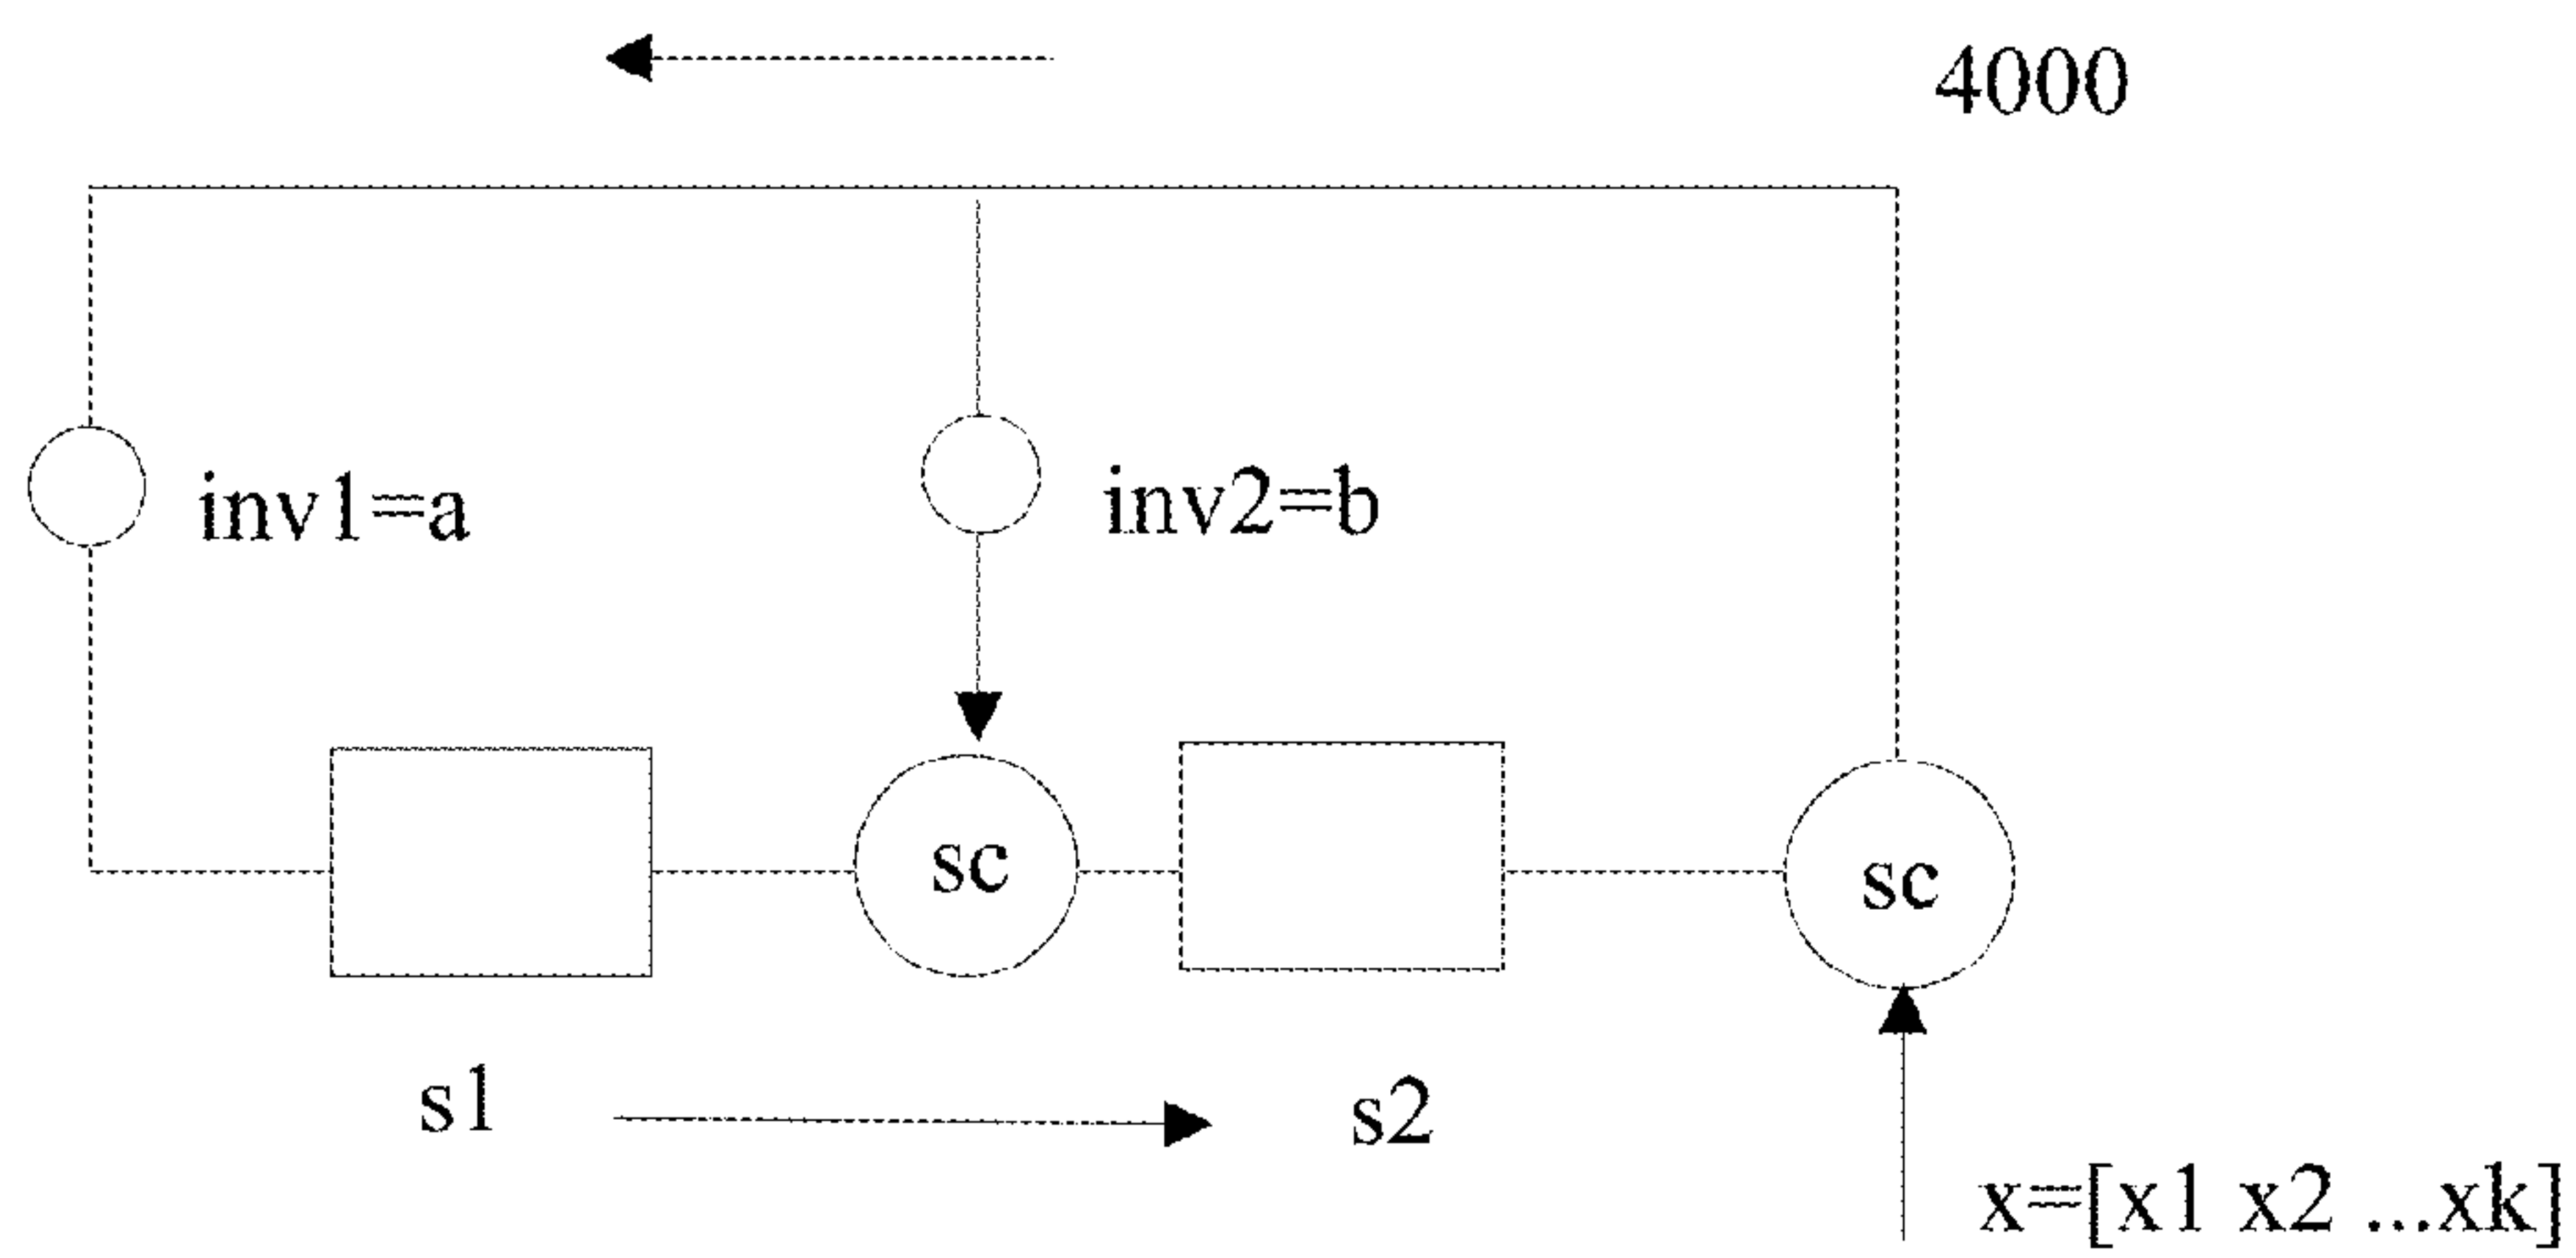 4000
inv1=a
inv2=b
sc
sc
s1
s2
x=[x1 x2 ...xk]